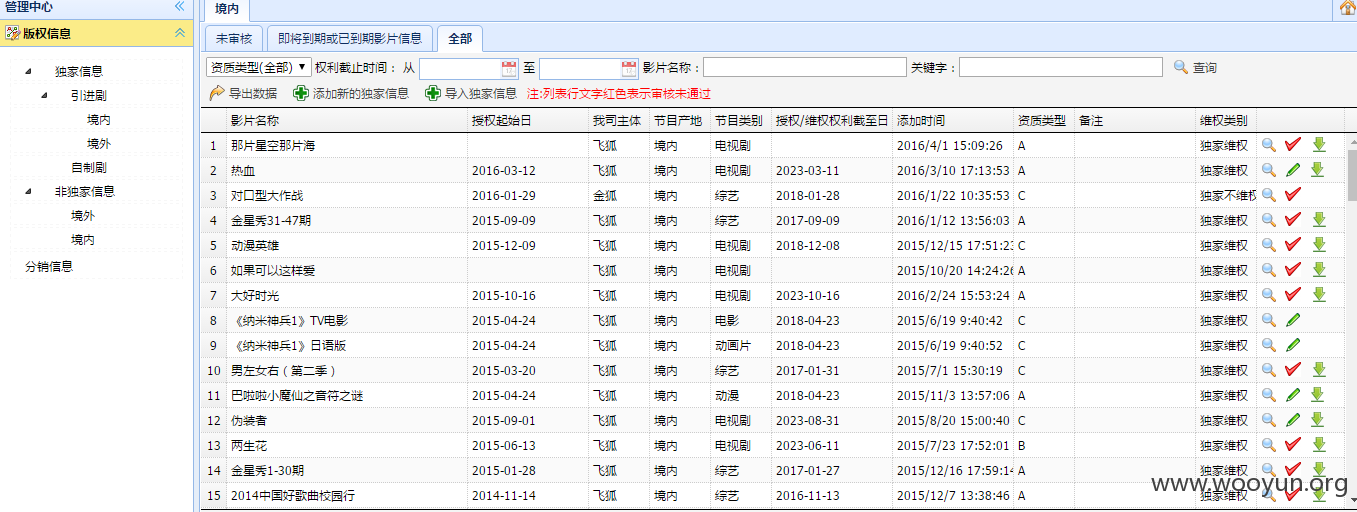 管理中心
版权信息
独家信息
引进剧
境内
境外
自制剧
非独家信息
境外
境内
分销信息
境内
未审核 即将到期或已到期影片信息 全部
资质类型(全部) 权利截止时间： 从 至 影片名称： 关键字： 查询
导出数据 添加新的独家信息 导入独家信息 注:列表行文字红色表示审核未通过
影片名称 授权起始日 我司主体 节目产地 节目类别 授权/维权权利截至日 添加时间 资质类型 备注 维权类别
1 那片星空那片海 飞狐 境内 电视剧 2016/4/1 15:09:26 A 独家维权
2 热血 2016-03-12 飞狐 境内 电视剧 2023-03-11 2016/3/10 17:13:53 A 独家维权
3 对口型大作战 2016-01-29 金狐 境内 综艺 2018-01-28 2016/1/22 10:35:53 C 独家不维权
4 金星秀31-47期 2015-09-09 飞狐 境内 综艺 2017-09-09 2016/1/12 13:56:03 A 独家维权
5 动漫英雄 2015-12-09 飞狐 境内 电视剧 2018-12-08 2015/12/15 17:51:23 C 独家维权
6 如果可以这样爱 飞狐 境内 电视剧 2015/10/20 14:24:26 A 独家维权
7 大好时光 2015-10-16 飞狐 境内 电视剧 2023-10-16 2016/2/24 15:53:24 A 独家维权
8 《纳米神兵1》TV电影 2015-04-24 飞狐 境内 电影 2018-04-23 2015/6/19 9:40:42 C 独家维权
9 《纳米神兵1》日语版 2015-04-24 飞狐 境内 动画片 2018-04-23 2015/6/19 9:40:52 C 独家维权
10 男左女右（第二季） 2015-03-20 飞狐 境内 综艺 2017-01-31 2015/7/1 15:30:19 C 独家维权
11 巴啦啦小魔仙之音符之谜 2015-04-24 飞狐 境内 动漫 2018-04-23 2015/11/3 13:57:06 A 独家维权
12 伪装者 2015-09-01 飞狐 境内 电视剧 2023-08-31 2015/8/20 15:00:40 C 独家维权
13 两生花 2015-06-13 飞狐 境内 电视剧 2023-06-11 2015/7/23 17:52:01 B 独家维权
14 金星秀1-30期 2015-01-28 飞狐 境内 综艺 2017-01-27 2015/12/16 17:59:14 A 独家维权
15 2014中国好歌曲校园行 2014-11-14 飞狐 境内 综艺 2016-11-13 2015/12/7 13:38:46 A 独家维权
www.wooyun.org